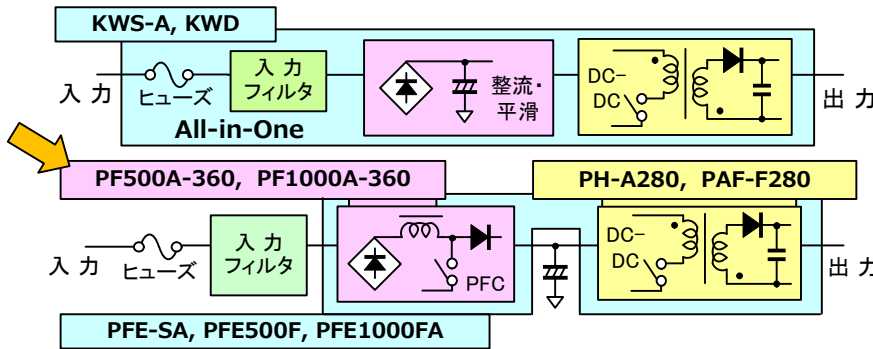 KWS-A, KWD
入力
ヒューズ
入力
フィルタ
整流・
平滑
DC-
DC
出力
All-in-One
PF500A-360, PF1000A-360
PH-A280, PAF-F280
入力
ヒューズ
入力
フィルタ
PFC
DC-
DC
出力
PFE-SA, PFE500F, PFE1000FA